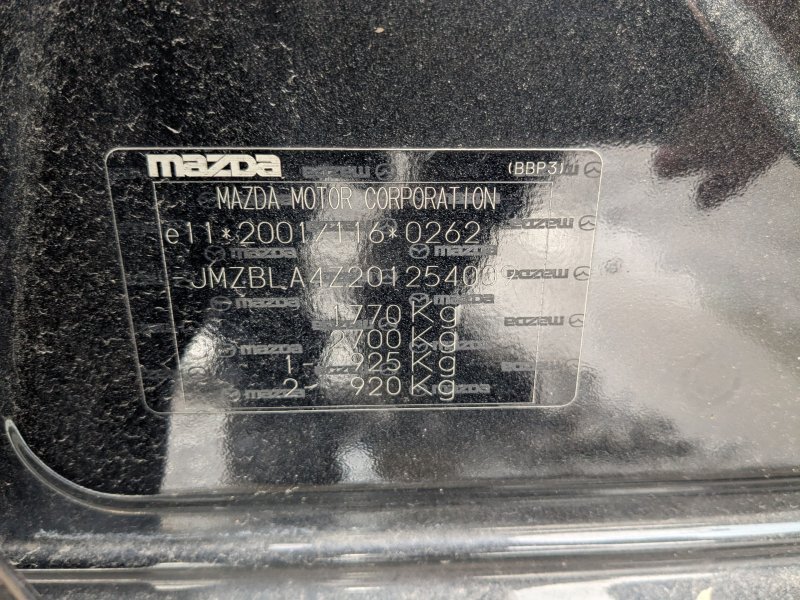 mazda (BBP3)
MAZDA MOTOR CORPORATION
e11*2001/116*0262
1770 Kg
2700 Kg
1- 925 Kg
2- 920 Kg